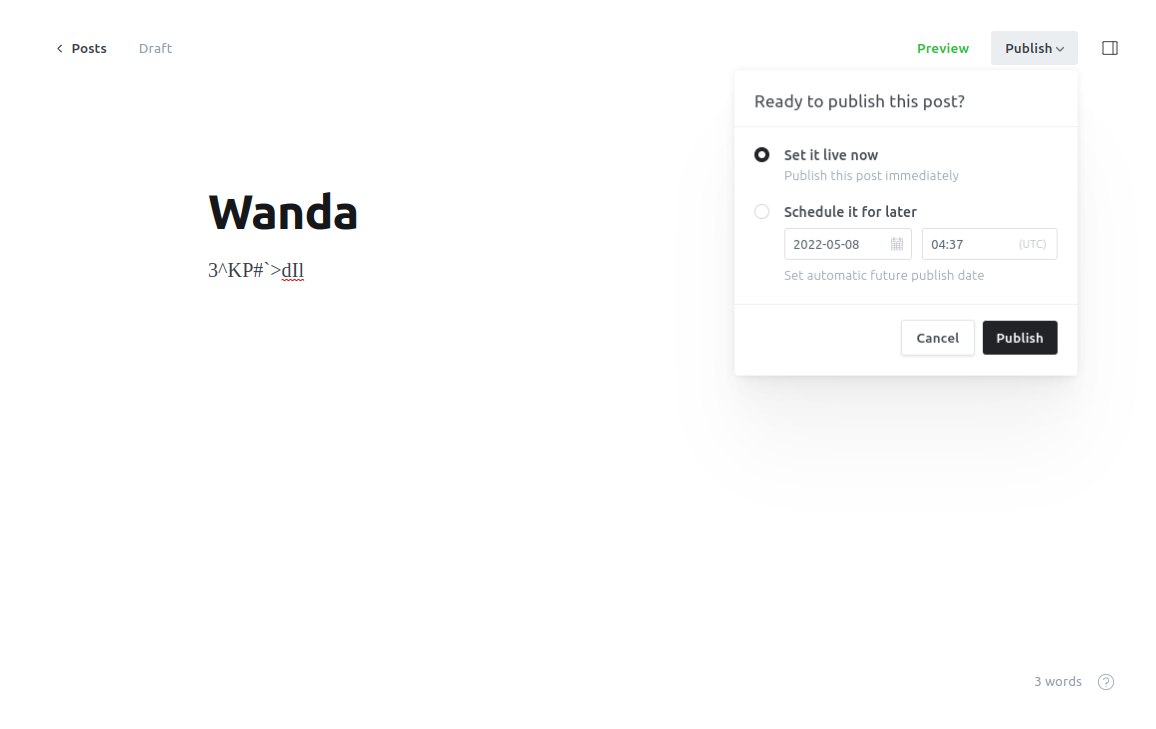 Posts
Draft
Preview
Publish
Ready to publish this post?
Set it live now
Publish this post immediately
Schedule it for later
2022-05-08
04:37
(UTC)
Set automatic future publish date
Cancel
Publish
Wanda
3^KP#`>dIl
3 words